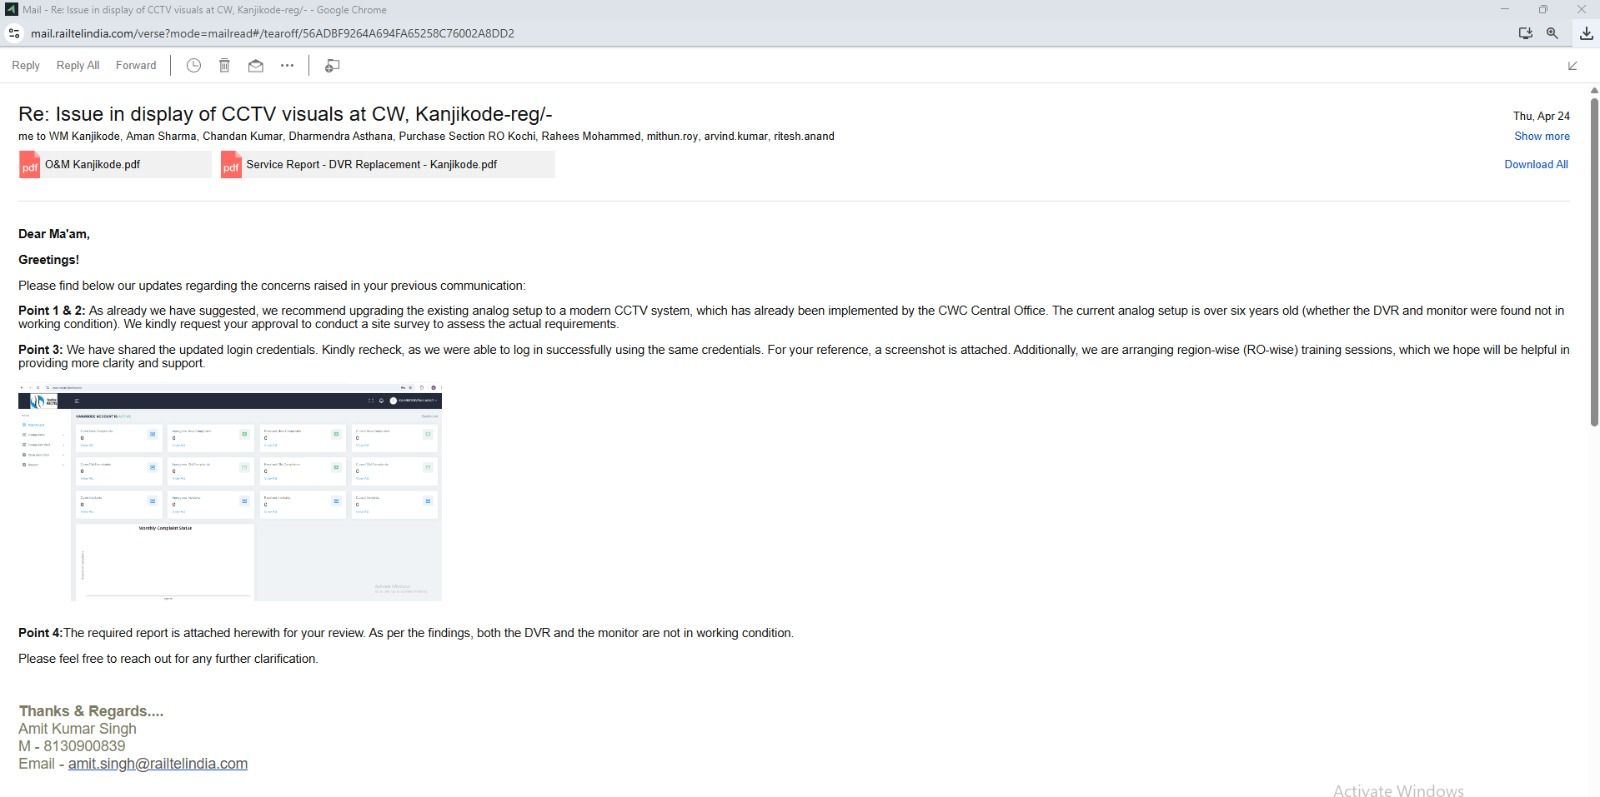 Mail - Re: Issue in display of CCTV visuals at CW, Kanjikode-reg/- - Google Chrome
mail.railtelindia.com/verse?mode=mailread#/tearoff/56ADBF9264A694FA65258C76002A8DD2
Reply Reply All Forward
Re: Issue in display of CCTV visuals at CW, Kanjikode-reg/-
Thu, Apr 24
me to WM Kanjikode, Aman Sharma, Chandan Kumar, Dharmendra Asthana, Purchase Section RO Kochi, Rahees Mohammed, mithun.roy, arvind.kumar, ritesh.anand
Show more
pdf O&M Kanjikode.pdf
pdf Service Report - DVR Replacement - Kanjikode.pdf
Download All
Dear Ma'am,
Greetings!
Please find below our updates regarding the concerns raised in your previous communication:
Point 1 & 2: As already we have suggested, we recommend upgrading the existing analog setup to a modern CCTV system, which has already been implemented by the CWC Central Office. The current analog setup is over six years old (whether the DVR and monitor were found not in
working condition). We kindly request your approval to conduct a site survey to assess the actual requirements.
Point 3: We have shared the updated login credentials. Kindly recheck, as we were able to log in successfully using the same credentials. For your reference, a screenshot is attached. Additionally, we are arranging region-wise (RO-wise) training sessions, which we hope will be helpful in
providing more clarity and support.
Monthly Complaint Status
Activate Windows
Point 4:The required report is attached herewith for your review. As per the findings, both the DVR and the monitor are not in working condition.
Please feel free to reach out for any further clarification.
Thanks & Regards....
Amit Kumar Singh
M - 8130900839
Email - amit.singh@railtelindia.com
Activate Windows